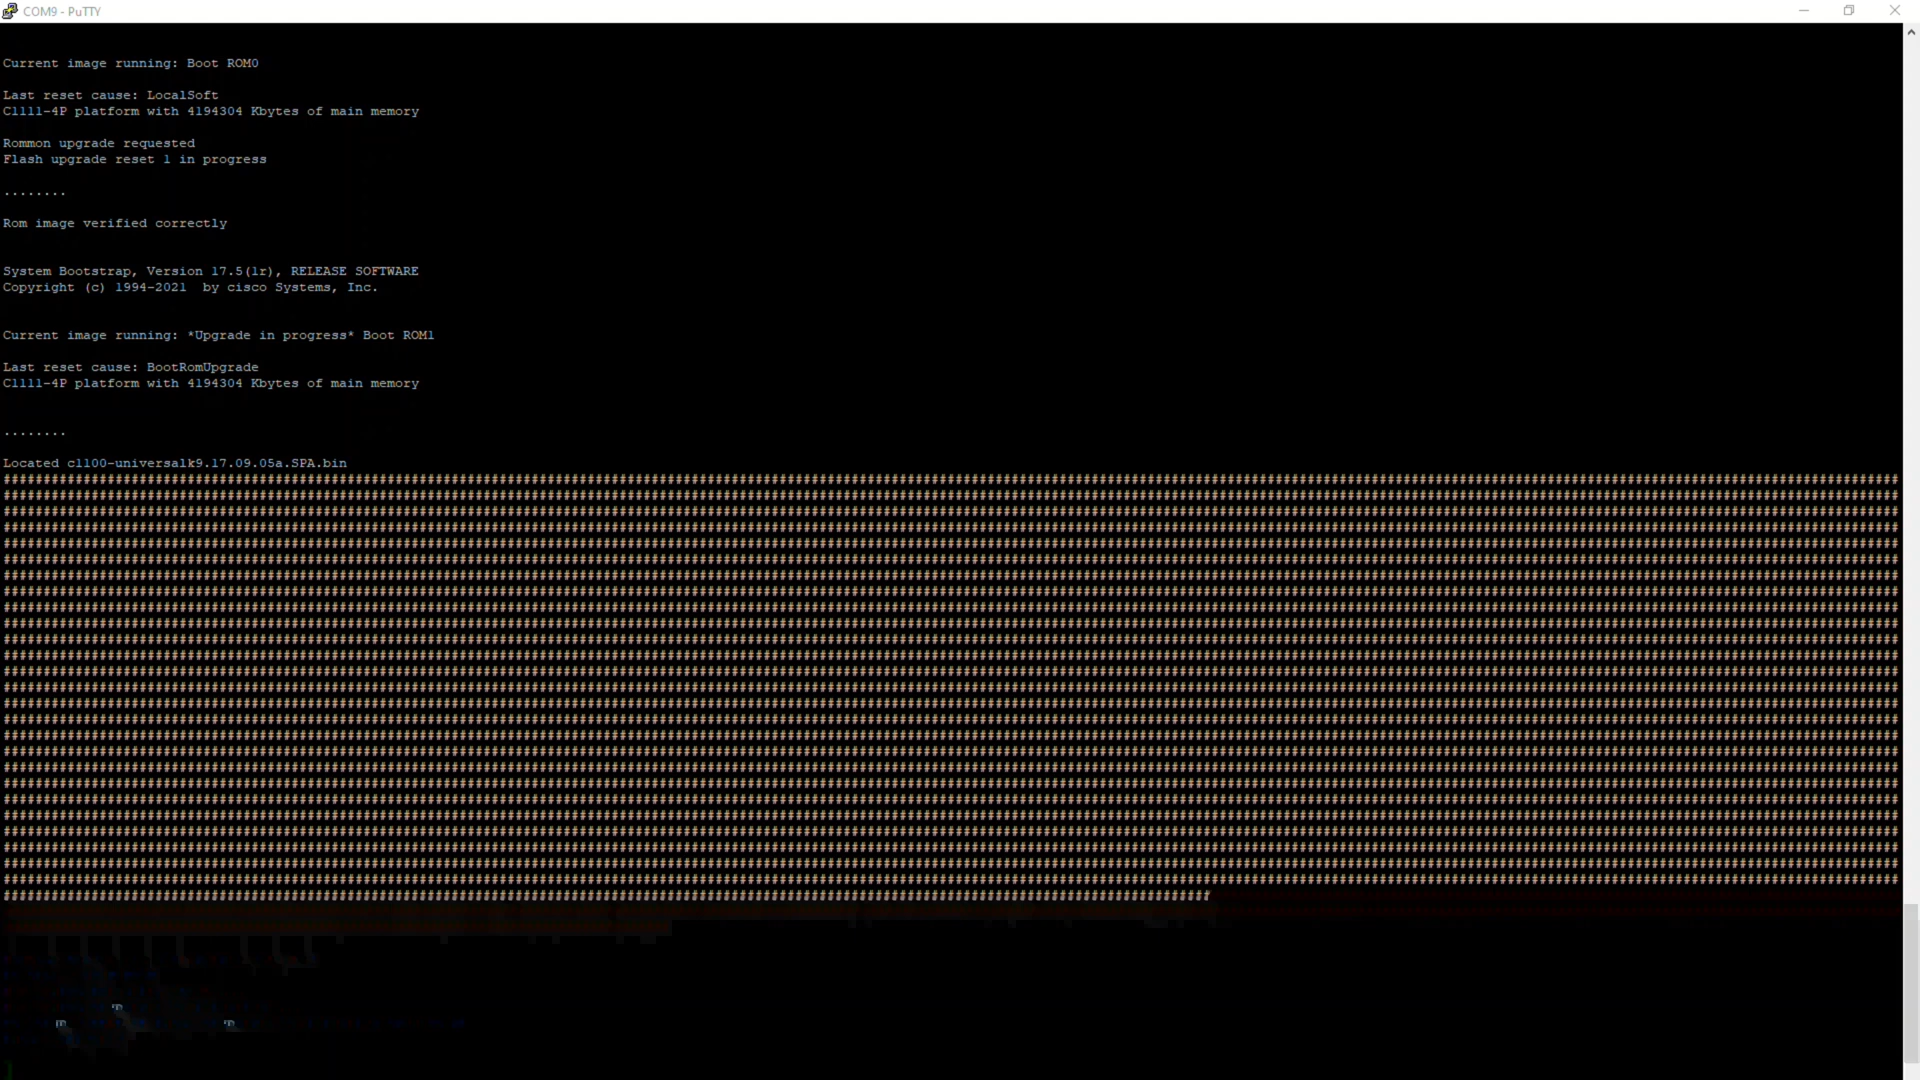 COM9 - PuTTY
Current image running: Boot ROM0
Last reset cause: LocalSoft
C1111-4P platform with 4194304 Kbytes of main memory
Rommon upgrade requested
Flash upgrade reset 1 in progress
........
Rom image verified correctly
System Bootstrap, Version 17.5(1r), RELEASE SOFTWARE
Copyright (c) 1994-2021  by cisco Systems, Inc.
Current image running: *Upgrade in progress* Boot ROM1
Last reset cause: BootRomUpgrade
C1111-4P platform with 4194304 Kbytes of main memory
........
Located c1100-universalk9.17.09.05a.SPA.bin